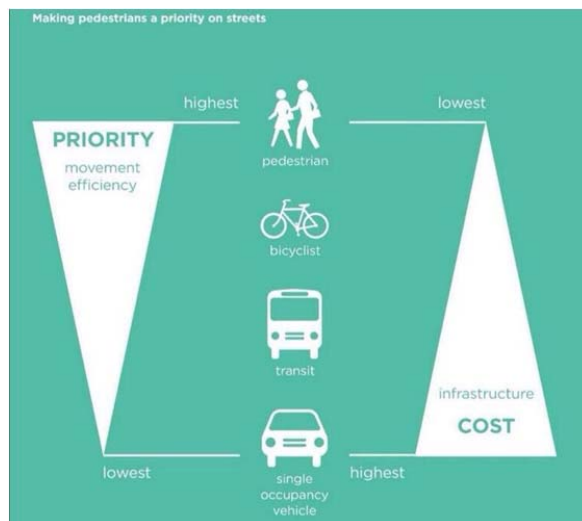 Making pedestrians a priority on streets
highest
lowest
PRIORITY
movement
efficiency
pedestrian
bicyclist
transit
infrastructure
COST
lowest
highest
single
occupancy
vehicle